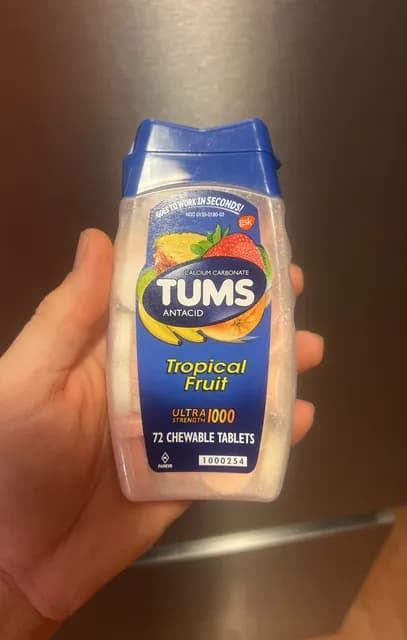 GOES TO WORK IN SECONDS!
gsk
CALCIUM CARBONATE
TUMS
ANTACID
Tropical
Fruit
ULTRA
STRENGTH 1000
72 CHEWABLE TABLETS
PAREVE
1000254